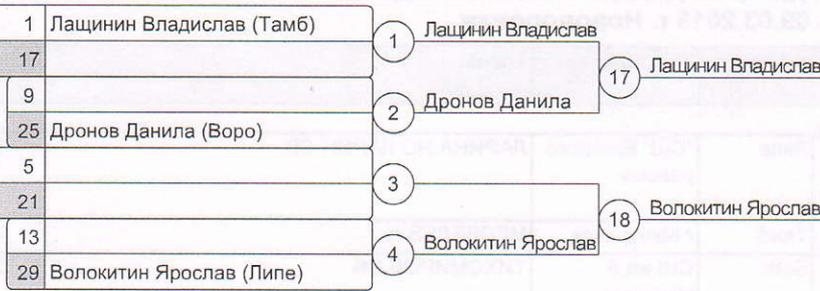 1 Лащинин Владислав (Тамб)
1 Лащинин Владислав
17
17 Лащинин Владислав
9
2 Дронов Данила
25 Дронов Данила (Воро)
5
3
21
18 Волокитин Ярослав
13
4 Волокитин Ярослав
29 Волокитин Ярослав (Липе)